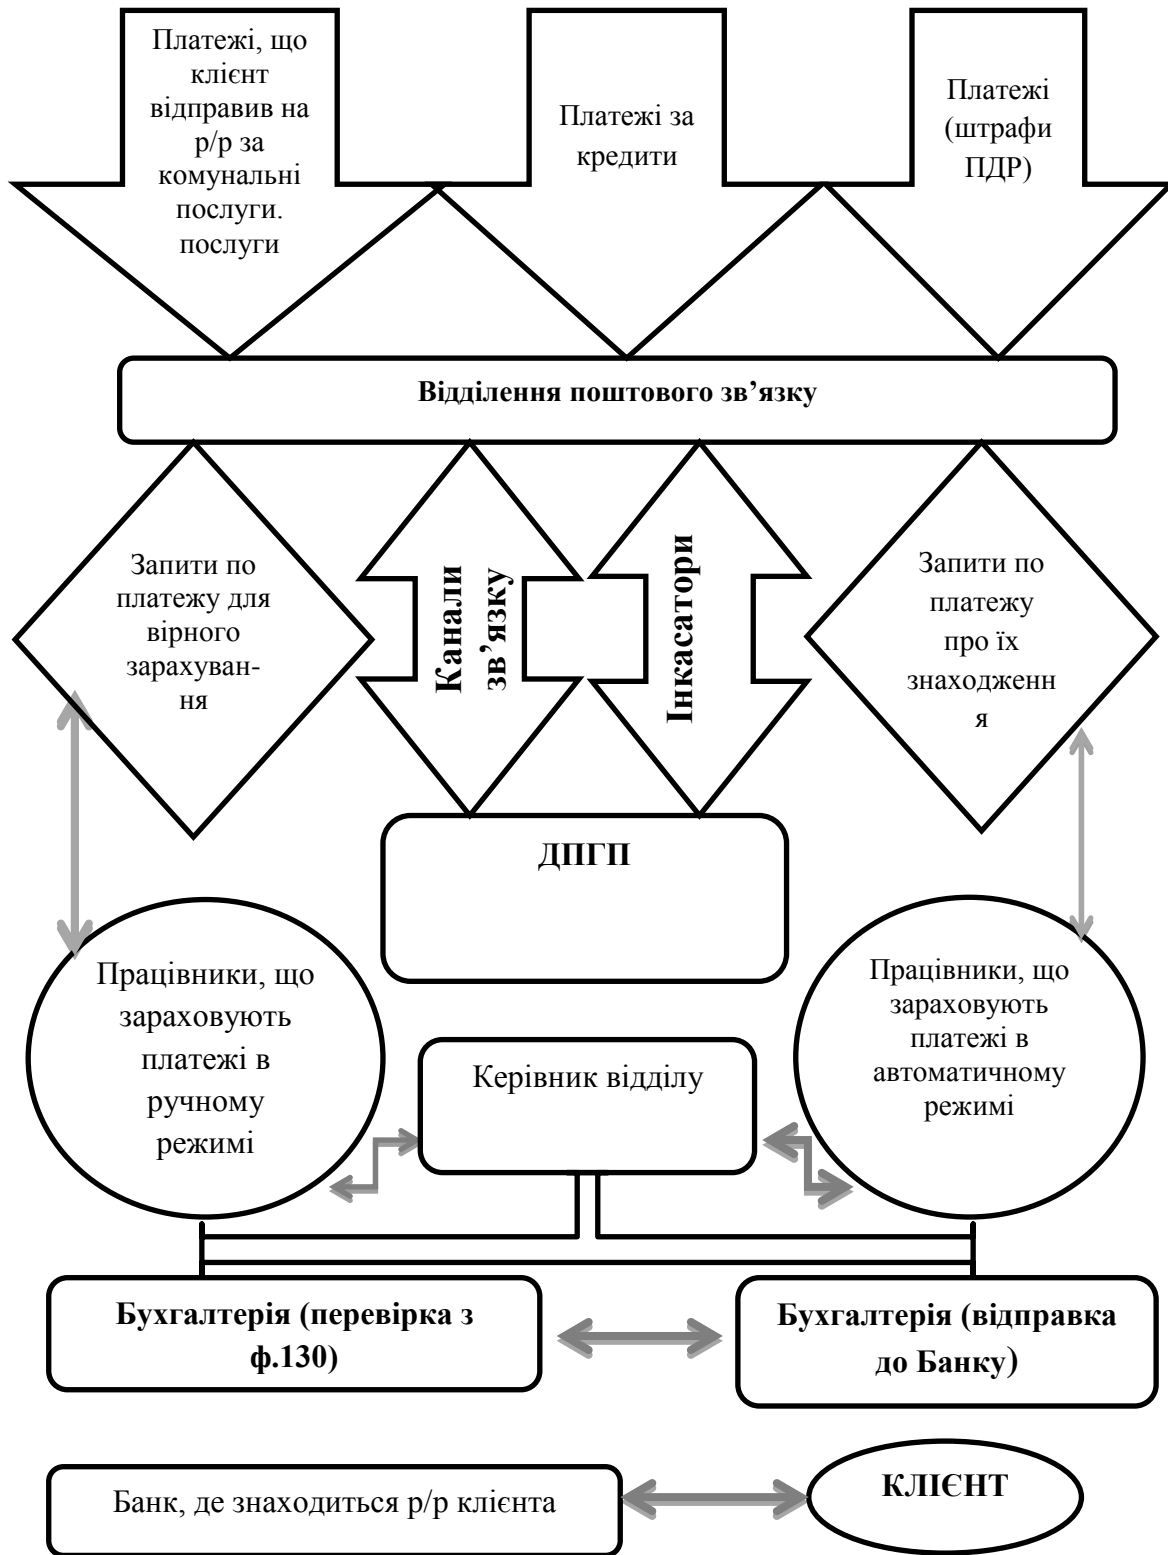 Платежі, що
клієнт
відправив на
р/р за
комунальні
послуги.
послуги
Платежі за
кредити
Платежі
(штрафи
ПДР)
Відділення поштового зв’язку
Запити по
платежу для
вірного
зарахуван-
ня
Канали
зв’язку
Інкасатори
Запити по
платежу
про їх
знаходженн
я
ДПГП
Працівники, що
зараховують
платежі в
ручному
режимі
Керівник відділу
Працівники, що
зараховують
платежі в
автоматичному
режимі
Бухгалтерія (перевірка з
ф.130)
Бухгалтерія (відправка
до Банку)
Банк, де знаходиться р/р клієнта
КЛІЄНТ